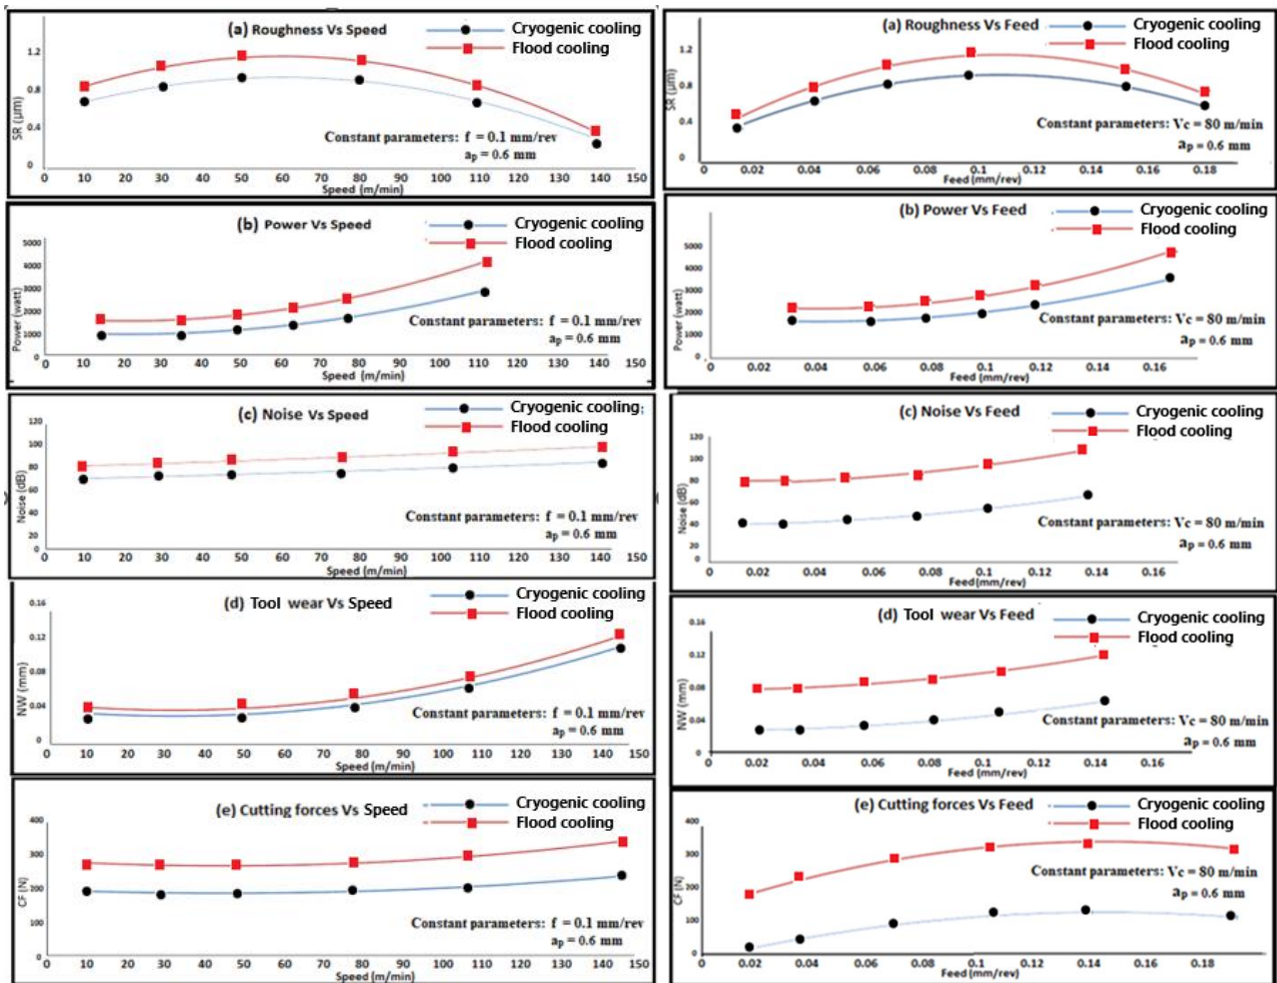 (a) Roughness Vs Speed
Cryogenic cooling
Flood cooling
SR (μm)
1.2
0.8
0.4
0
Constant parameters: f = 0.1 mm/rev
ap = 0.6 mm
0 10 20 30 40 50 60 70 80 90 100 110 120 130 140 150
Speed (m/min)
(b) Power Vs Speed
Cryogenic cooling
Flood cooling
Power (watt)
5000
4000
3000
2000
1000
0
Constant parameters: f = 0.1 mm/rev
ap = 0.6 mm
0 10 20 30 40 50 60 70 80 90 100 110 120 130 140 150
Speed (m/min)
(c) Noise Vs Speed
Cryogenic cooling;
Flood cooling
Noise (dB)
120
100
80
60
40
20
0
Constant parameters: f = 0.1 mm/rev
ap = 0.6 mm
0 10 20 30 40 50 60 70 80 90 100 110 120 130 140 150
Speed (m/min)
(d) Tool wear Vs Speed
Cryogenic cooling
Flood cooling
NW (mm)
0.16
0.12
0.08
0.04
0
Constant parameters: f = 0.1 mm/rev
ap = 0.6 mm
0 10 20 30 40 50 60 70 80 90 100 110 120 130 140 150
Speed (m/min)
(e) Cutting forces Vs Speed
Cryogenic cooling
Flood cooling
CF (N)
400
300
200
100
0
Constant parameters: f = 0.1 mm/rev
ap = 0.6 mm
0 10 20 30 40 50 60 70 80 90 100 110 120 130 140 150
Speed (m/min)
(a) Roughness Vs Feed
Cryogenic cooling
Flood cooling
SR (μm)
1.2
0.8
0.4
0
Constant parameters: Vc = 80 m/min
ap = 0.6 mm
0 0.02 0.04 0.06 0.08 0.1 0.12 0.14 0.16 0.18
Feed (mm/rev)
(b) Power Vs Feed
Cryogenic cooling
Flood cooling
Power (watt)
5000
4000
3000
2000
1000
0
Constant parameters: Vc = 80 m/min
ap = 0.6 mm
0 0.02 0.04 0.06 0.08 0.1 0.12 0.14 0.16
Feed (mm/rev)
(c) Noise Vs Feed
Cryogenic cooling
Flood cooling
Noise (dB)
120
100
80
60
40
20
0
Constant parameters: Vc = 80 m/min
ap = 0.6 mm
0 0.02 0.04 0.06 0.08 0.1 0.12 0.14 0.16
Feed(mm/rev)
(d) Tool wear Vs Feed
Cryogenic cooling
Flood cooling
NW (mm)
0.16
0.12
0.08
0.04
0
Constant parameters: Vc = 80 m/min
ap = 0.6 mm
0 0.02 0.04 0.06 0.08 0.1 0.12 0.14 0.16
Feed (mm/rev)
(e) Cutting forces Vs Feed
Cryogenic cooling
Flood cooling
CF (N)
400
300
200
100
0
Constant parameters: Vc = 80 m/min
ap = 0.6 mm
0 0.02 0.04 0.06 0.08 0.1 0.12 0.14 0.16 0.18
Feed (mm/rev)